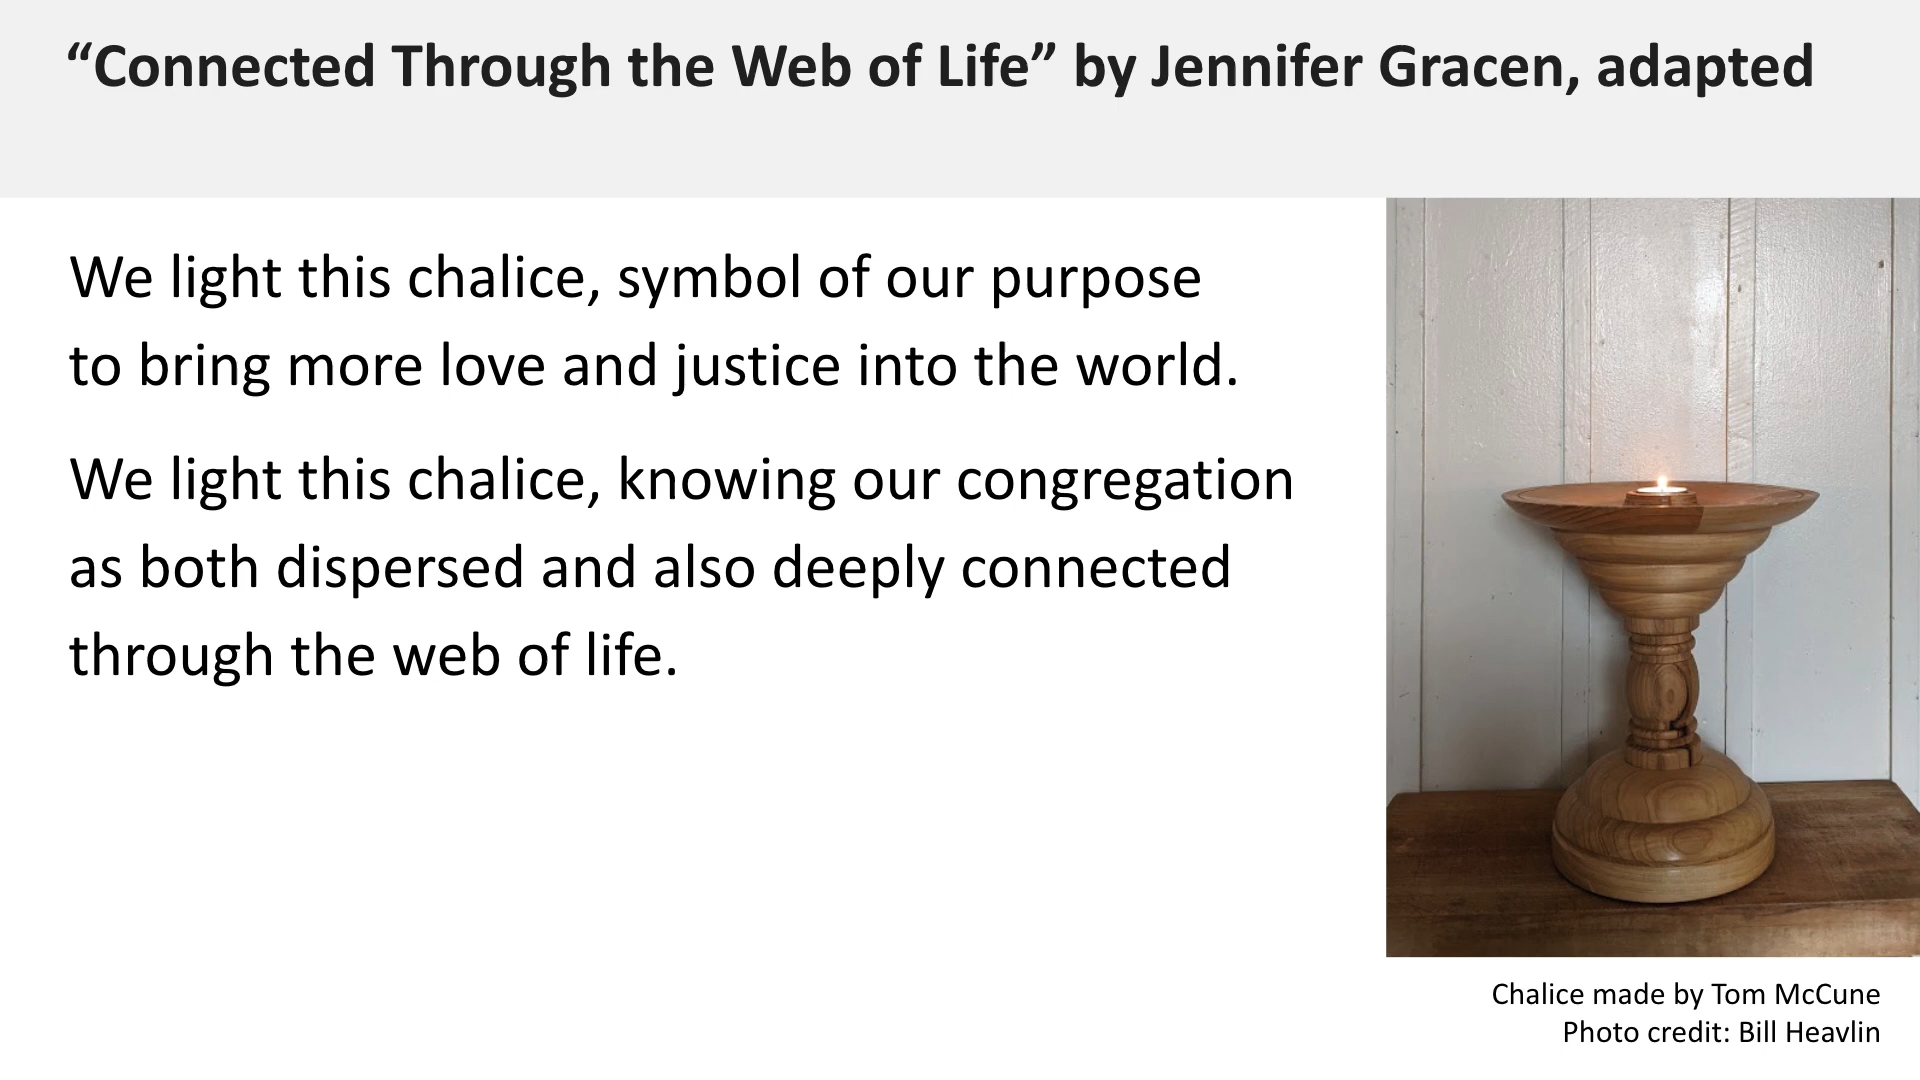 “Connected Through the Web of Life” by Jennifer Gracen, adapted
We light this chalice, symbol of our purpose
to bring more love and justice into the world.
We light this chalice, knowing our congregation
as both dispersed and also deeply connected
through the web of life.
Chalice made by Tom McCune
Photo credit: Bill Heavlin